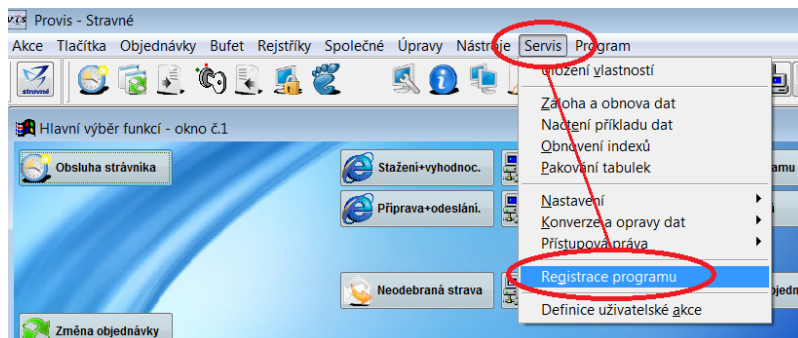 Provis - Stravné
Akce Tlačítka Objednávky Bufet Rejstříky Společné Úpravy Nástroje Servis Program
stravné
Uložení vlastností
Záloha a obnova dat
Načtení příkladu dat
Obnovení indexů
Pakování tabulek
Nastavení
Konverze a opravy dat
Přístupová práva
Registrace programu
Definice uživatelské akce
Hlavní výběr funkcí - okno č.1
Obsluha strávníka
Stažení+vyhodnoc.
Příprava+odeslání.
Neodebraná strava
Změna objednávky